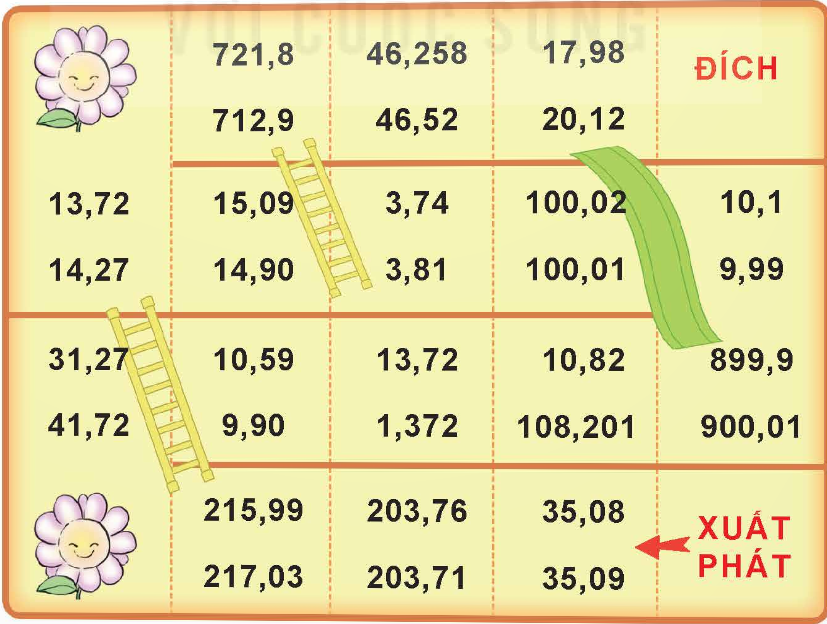 VỚI CUỘC SỐNG
721,8 46,258 17,98 ĐÍCH
712,9 46,52 20,12
13,72 15,09 3,74 100,02 10,1
14,27 14,90 3,81 100,01 9,99
31,27 10,59 13,72 10,82 899,9
41,72 9,90 1,372 108,201 900,01
215,99 203,76 35,08 XUẤT
217,03 203,71 35,09 PHÁT